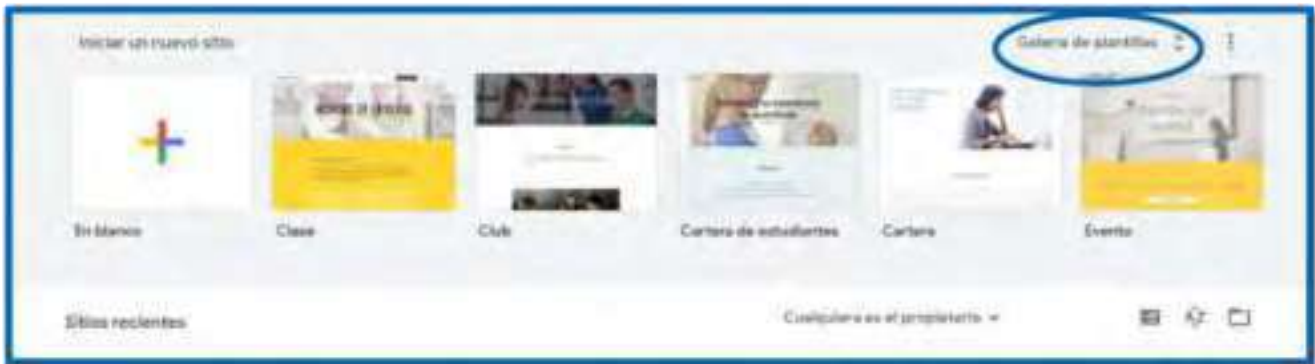 Iniciar un nuevo sitio
Galería de plantillas
En blanco
Clase
Club
Cartera de estudiantes
Cartera
Evento
Sitios recientes
Cualquiera es el propietario